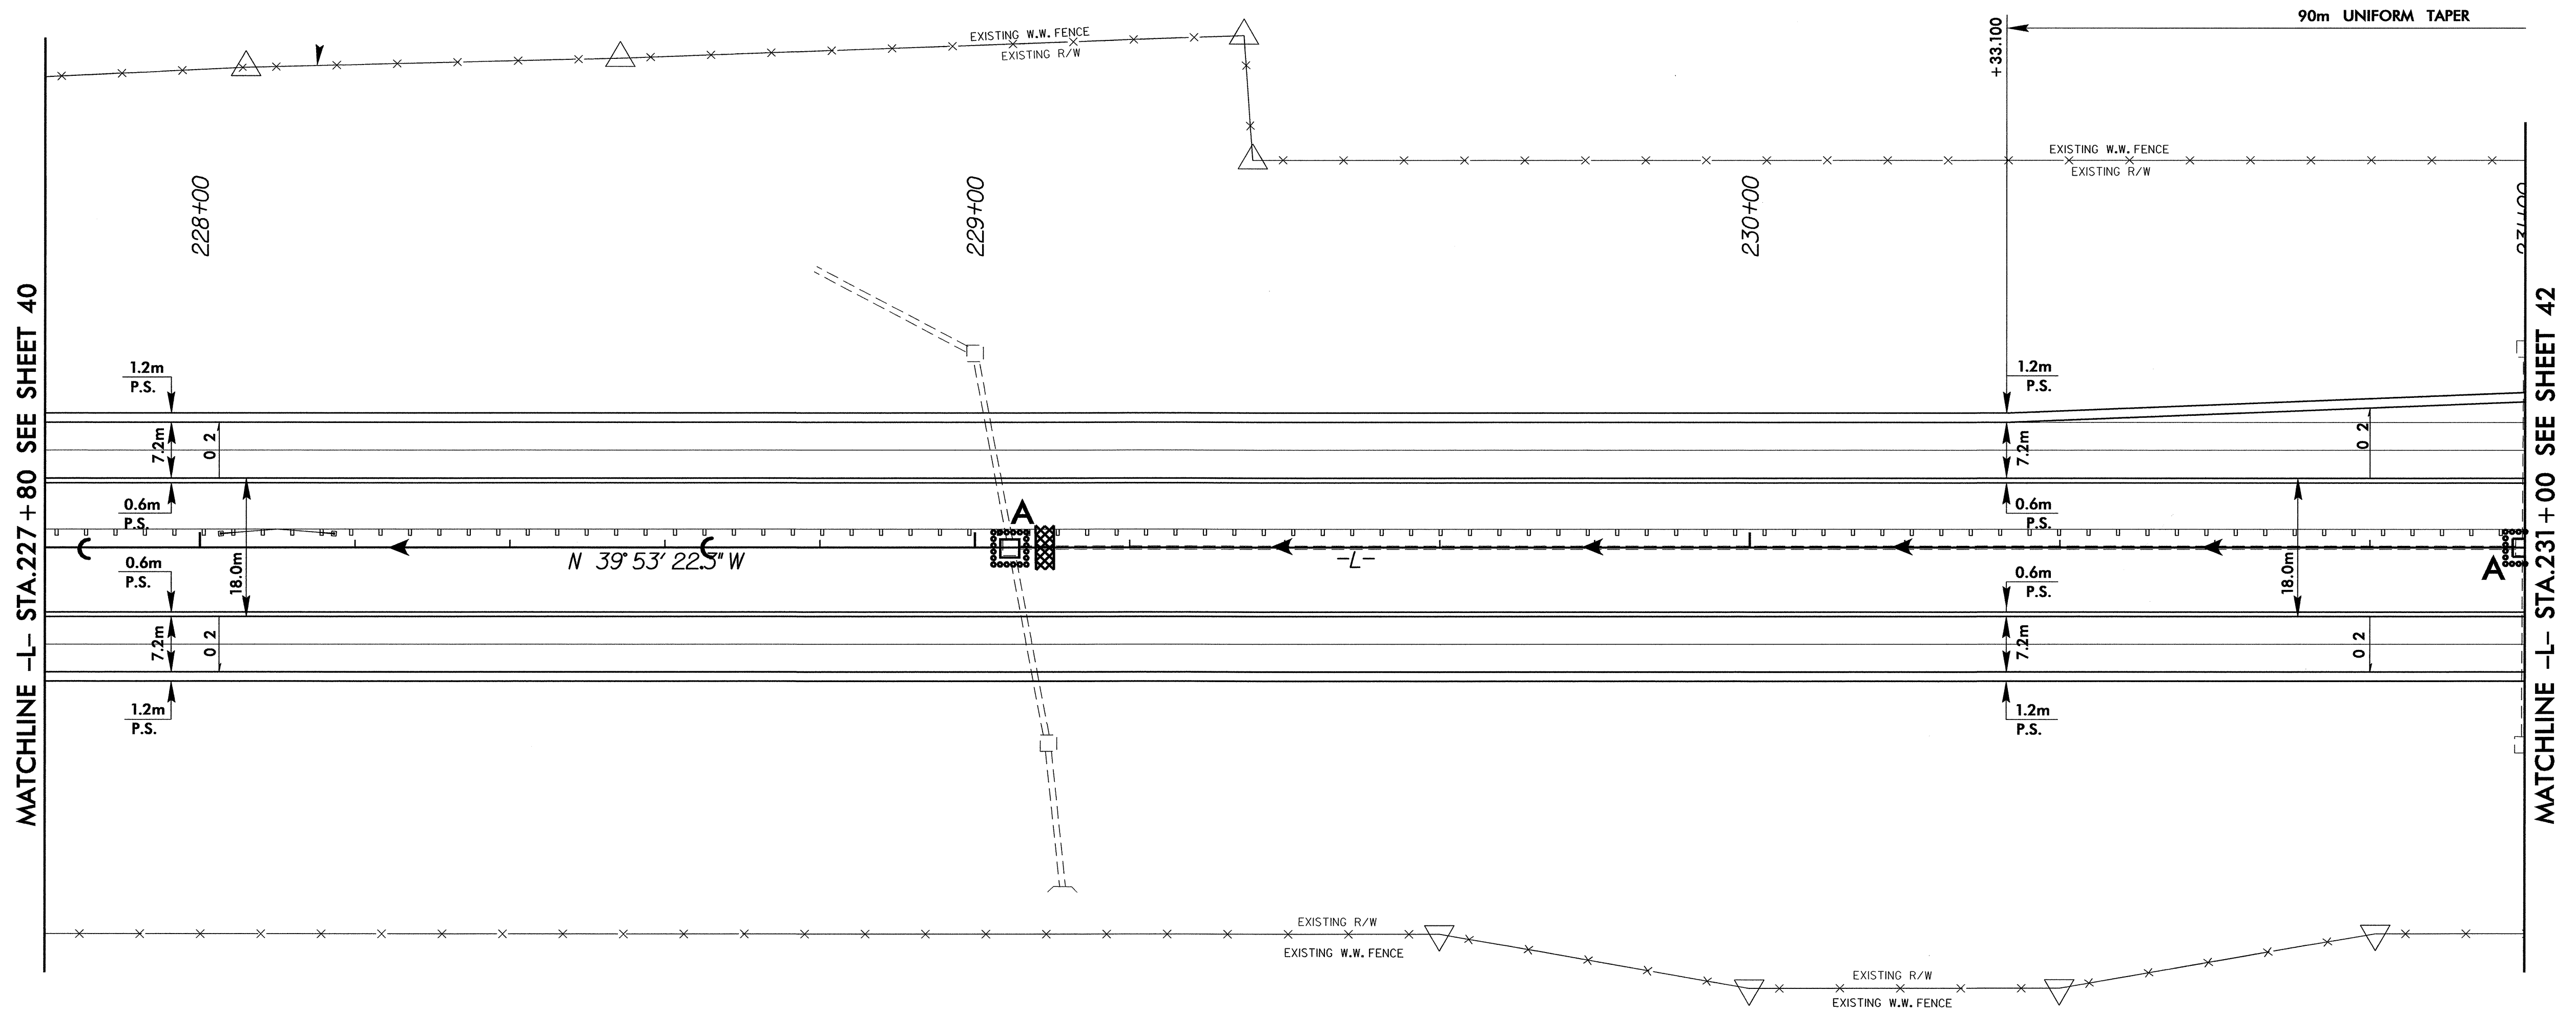 90m UNIFORM TAPER
+33.100
EXISTING W.W. FENCE
EXISTING R/W
EXISTING W.W. FENCE
EXISTING R/W
228+00
229+00
230+00
231+00
MATCHLINE -L- STA.227+80 SEE SHEET 40
MATCHLINE -L- STA.231+00 SEE SHEET 42
1.2m
P.S.
1.2m
P.S.
7.2m
0 2
7.2m
0 2
0.6m
P.S.
0.6m
P.S.
A
C
C
N 39° 53' 22.3" W
-L-
A
0.6m
P.S.
18.0m
0.6m
P.S.
18.0m
7.2m
0 2
7.2m
0 2
1.2m
P.S.
1.2m
P.S.
EXISTING R/W
EXISTING W.W. FENCE
EXISTING R/W
EXISTING W.W. FENCE